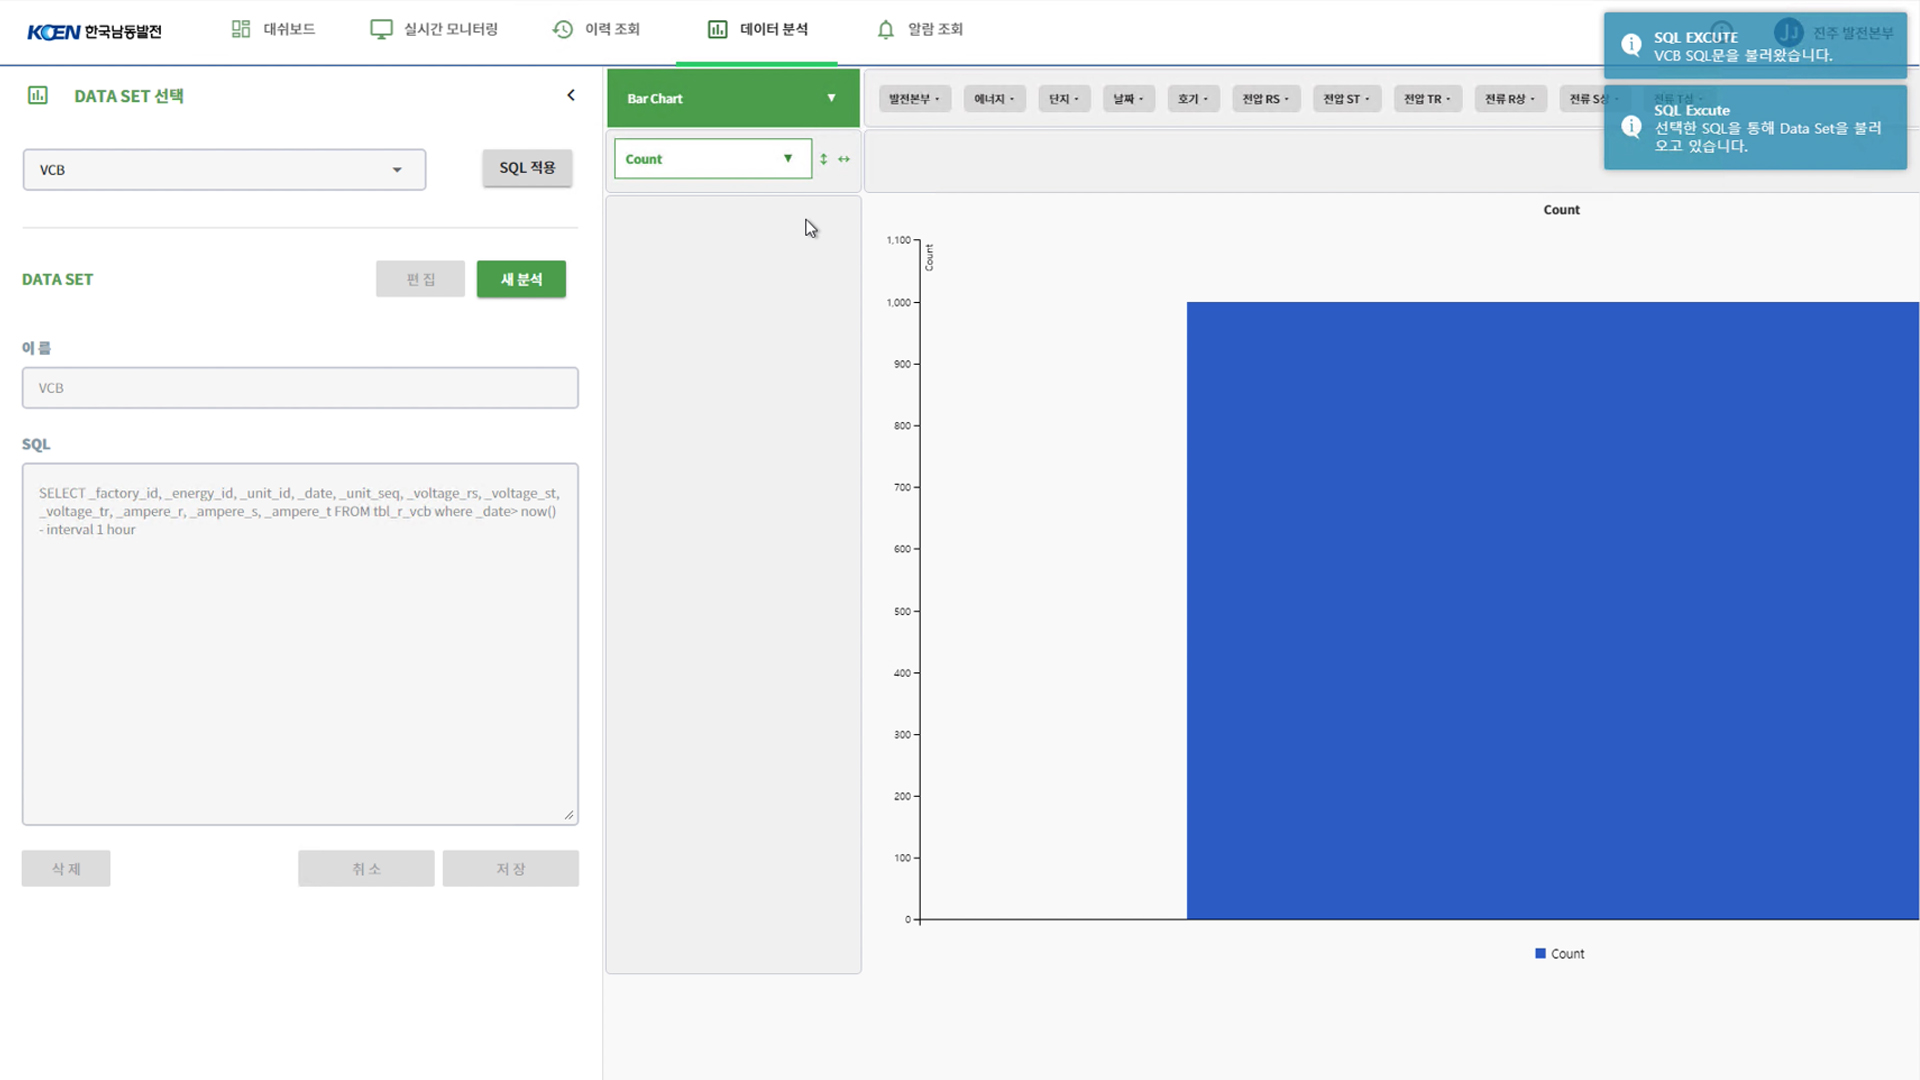 KOEN 한국남동발전
대쉬보드
실시간 모니터링
이력 조회
데이터 분석
알람 조회
진주 발전본부
SQL EXCUTE
VCB SQL문을 불러왔습니다.
SQL Excute
선택한 SQL을 통해 Data Set을 불러
오고 있습니다.
DATA SET 선택
VCB
SQL 적용
DATA SET
편 집
새 분석
이 름
VCB
SQL
SELECT _factory_id, _energy_id, _unit_id, _date, _unit_seq, _voltage_rs, _voltage_st,
_voltage_tr, _ampere_r, _ampere_s, _ampere_t FROM tbl_r_vcb where _date> now()
- interval 1 hour
삭 제
취 소
저 장
Bar Chart
발전본부
에너지
단지
날짜
호기
전압 RS
전압 ST
전압 TR
전류 R상
전류 S상
전류 T상
Count
Count
Count
1,100
1,000
900
800
700
600
500
400
300
200
100
0
Count